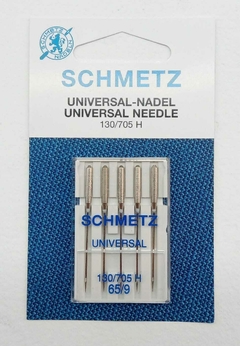 SCHMETZ
UNIVERSAL-NADEL
UNIVERSAL NEEDLE
130/705 H
SCHMETZ
UNIVERSAL
130/705 H
65/9